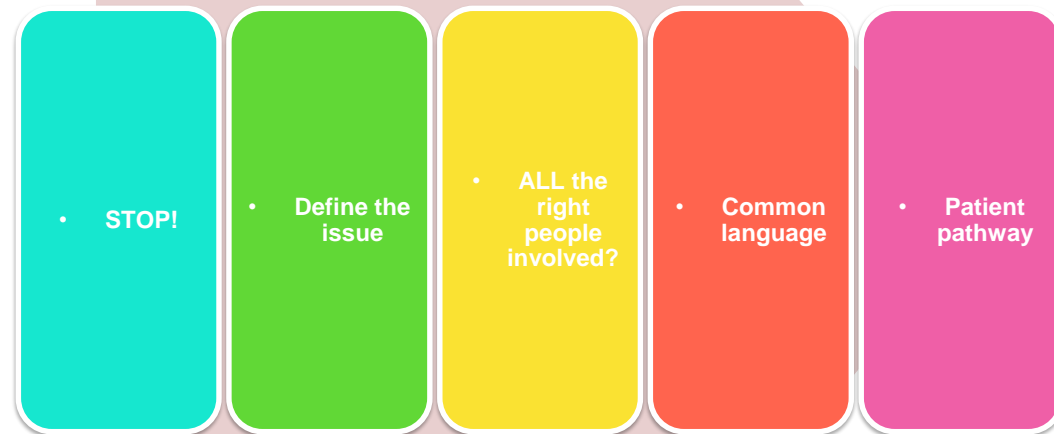 • STOP!
• Define the
issue
• ALL the
right
people
involved?
• Common
language
• Patient
pathway